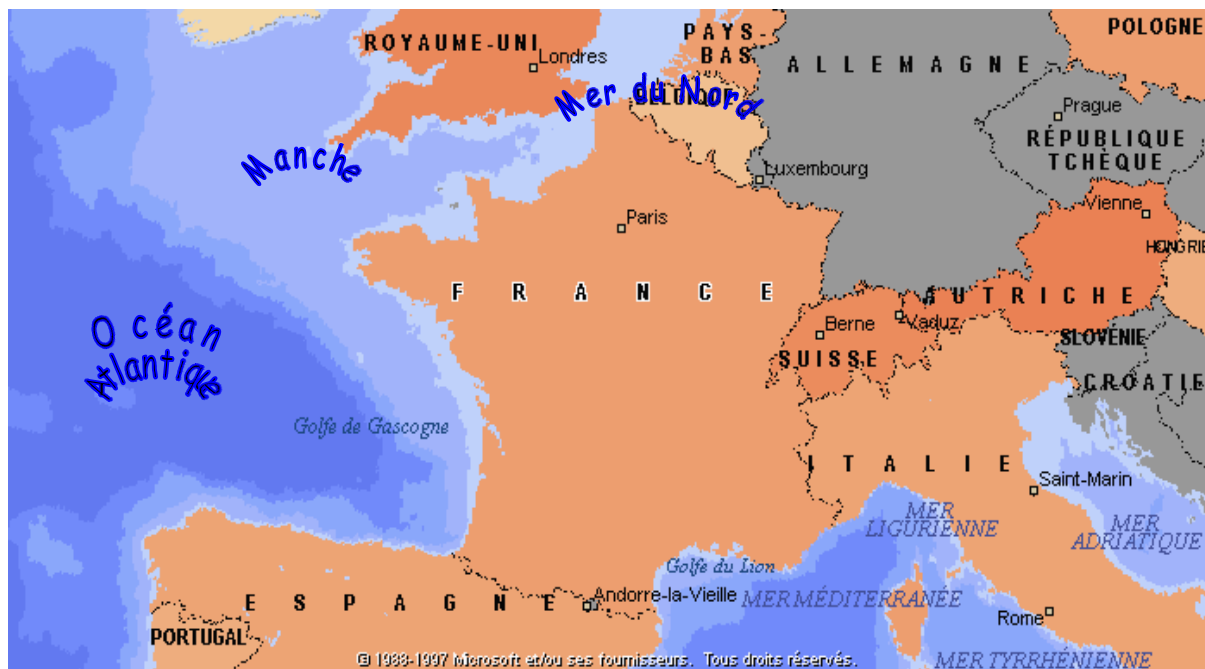 ROYAUME-UNI
Londres
PAYS-
BAS
POLOGNE
ALLEMAGNE
Mer du Nord
BELGIQUE
Prague
RÉPUBLIQUE
TCHÈQUE
Manche
Luxembourg
Vienne
Paris
HONGRIE
FRANCE
AUTRICHE
Berne
Vaduz
SUISSE
SLOVÉNIE
Océan
Atlantique
CROATIE
Golfe de Gascogne
ITALIE
Saint-Marin
MER
LIGURIENNE
MER
ADRIATIQUE
Golfe du Lion
ESPAGNE
Andorre-la-Vieille
MER MÉDITERRANÉE
Rome
PORTUGAL
MER TYRRHÉNIENNE
© 1988-1997 Microsoft et/ou ses fournisseurs. Tous droits réservés.